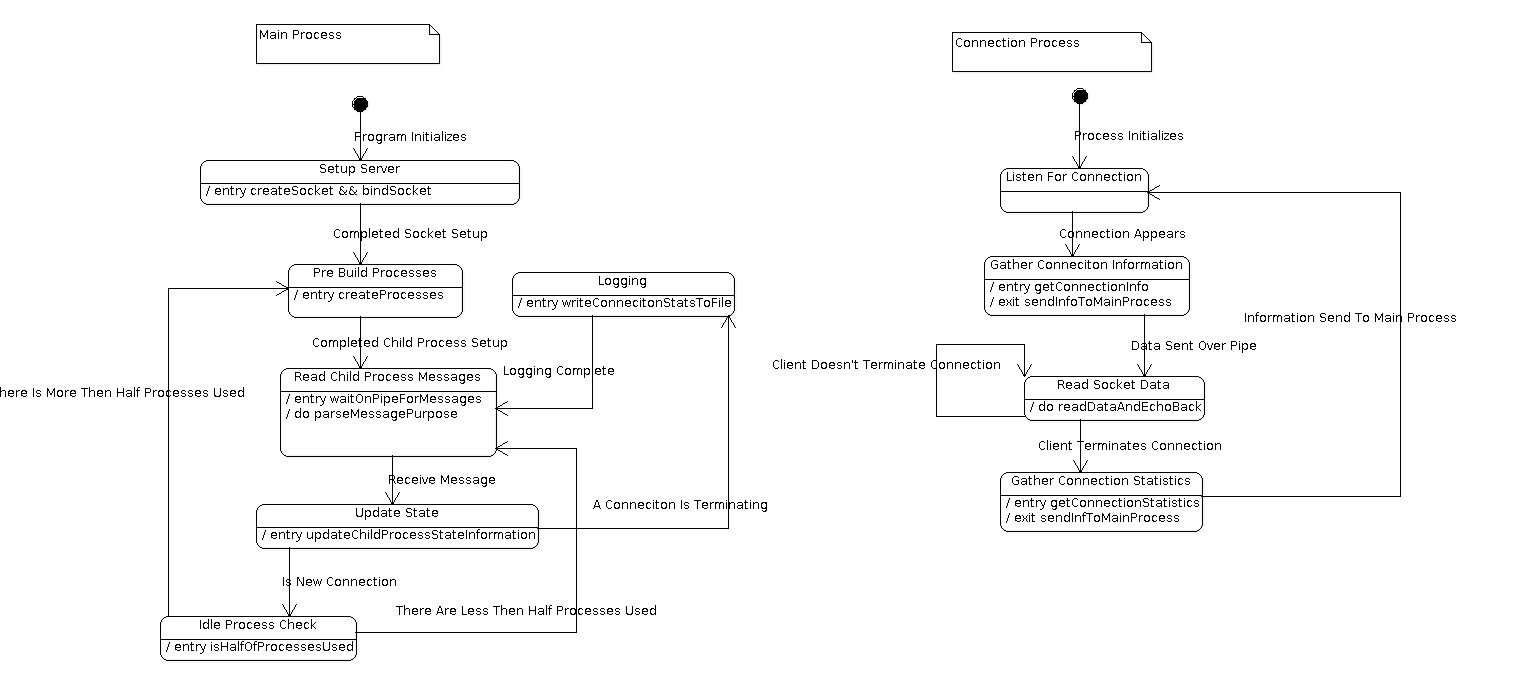 Main Process
Program Initializes
Setup Server
/ entry createSocket && bindSocket
Completed Socket Setup
Pre Build Processes
/ entry createProcesses
Logging
/ entry writeConnecitonStatsToFile
Completed Child Process Setup
Logging Complete
Read Child Process Messages
/ entry waitOnPipeForMessages
/ do parseMessagePurpose
here Is More Then Half Processes Used
Receive Message
A Conneciton Is Terminating
Update State
/ entry updateChildProcessStateInformation
Is New Connection
There Are Less Then Half Processes Used
Idle Process Check
/ entry isHalfOfProcessesUsed
Connection Process
Process Initializes
Listen For Connection
Connection Appears
Gather Conneciton Information
/ entry getConnectionInfo
/ exit sendInfoToMainProcess
Information Send To Main Process
Data Sent Over Pipe
Client Doesn't Terminate Connection
Read Socket Data
/ do readDataAndEchoBack
Client Terminates Connection
Gather Connection Statistics
/ entry getConnectionStatistics
/ exit sendInfToMainProcess